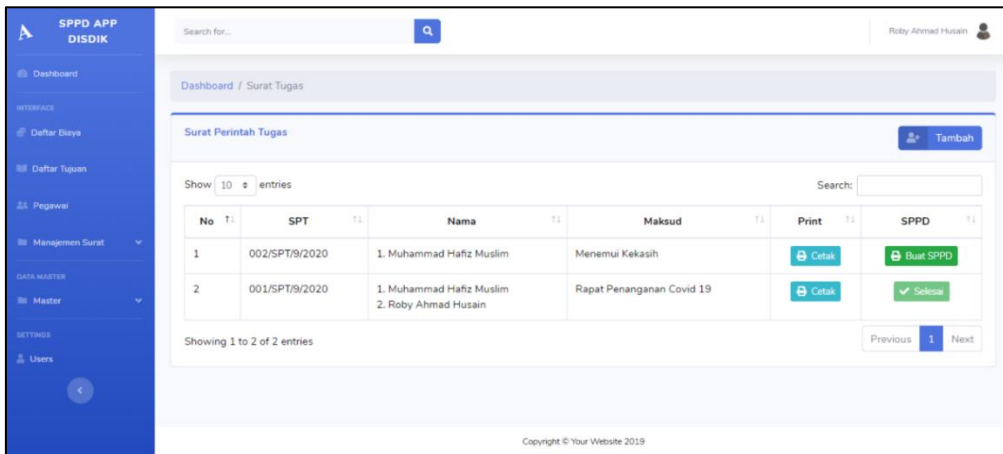 SPPD APP
DISDIK
Search for...
Roby Ahmad Husain
Dashboard
INTERFACE
Daftar Biaya
Daftar Tujuan
Pegawai
Manajemen Surat
DATA MASTER
Master
SETTINGS
Users
Dashboard / Surat Tugas
Surat Perintah Tugas
Tambah
Show 10 entries
Search:
No SPT Nama Maksud Print SPPD
1 002/SPT/9/2020 1. Muhammad Hafiz Muslim Menemui Kekasih Cetak Buat SPPD
2 001/SPT/9/2020 1. Muhammad Hafiz Muslim Rapat Penanganan Covid 19 Cetak Selesai
2. Roby Ahmad Husain
Showing 1 to 2 of 2 entries
Previous 1 Next
Copyright © Your Website 2019